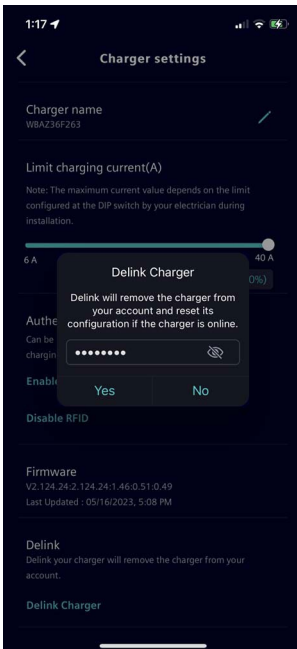 1:17
Charger settings
Charger name
WBAZ36F263
Limit charging current(A)
Note: The maximum current value depends on the limit
configured at the DIP switch by your electrician during
installation.
6 A
40 A
0%)
Delink Charger
Delink will remove the charger from
your account and reset its
configuration if the charger is online.
••••••••
Yes
No
Authe
Can be
chargin
Enable
Disable RFID
Firmware
V2.124.24:2.124.24:1.46:0.51:0.49
Last Updated : 05/16/2023, 5:08 PM
Delink
Delink your charger will remove the charger from your
account.
Delink Charger